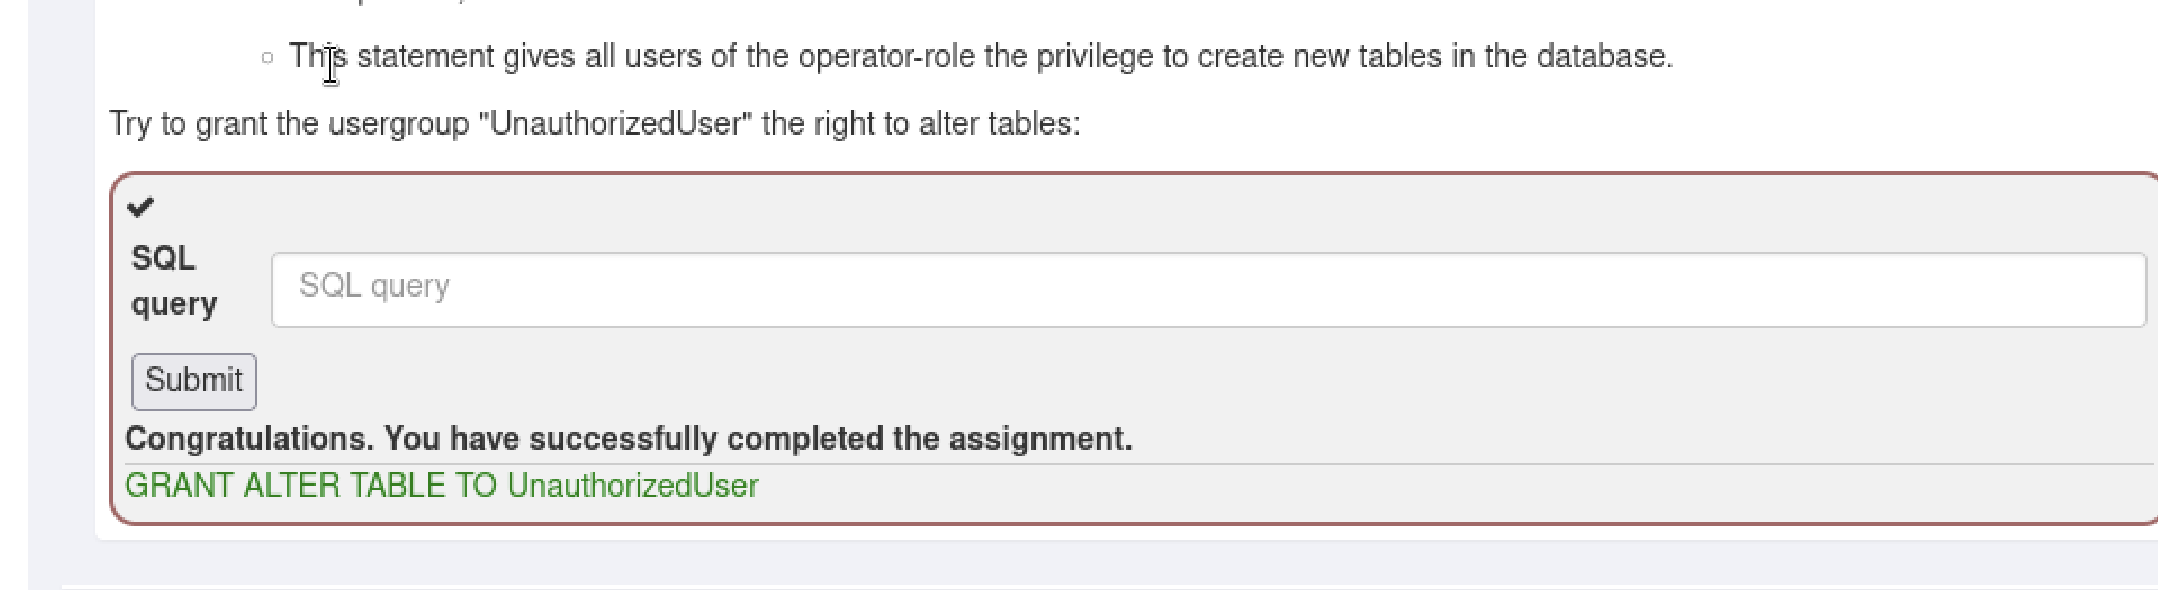 This statement gives all users of the operator-role the privilege to create new tables in the database.
Try to grant the usergroup "UnauthorizedUser" the right to alter tables:
SQL
query
SQL query
Submit
Congratulations. You have successfully completed the assignment.
GRANT ALTER TABLE TO UnauthorizedUser